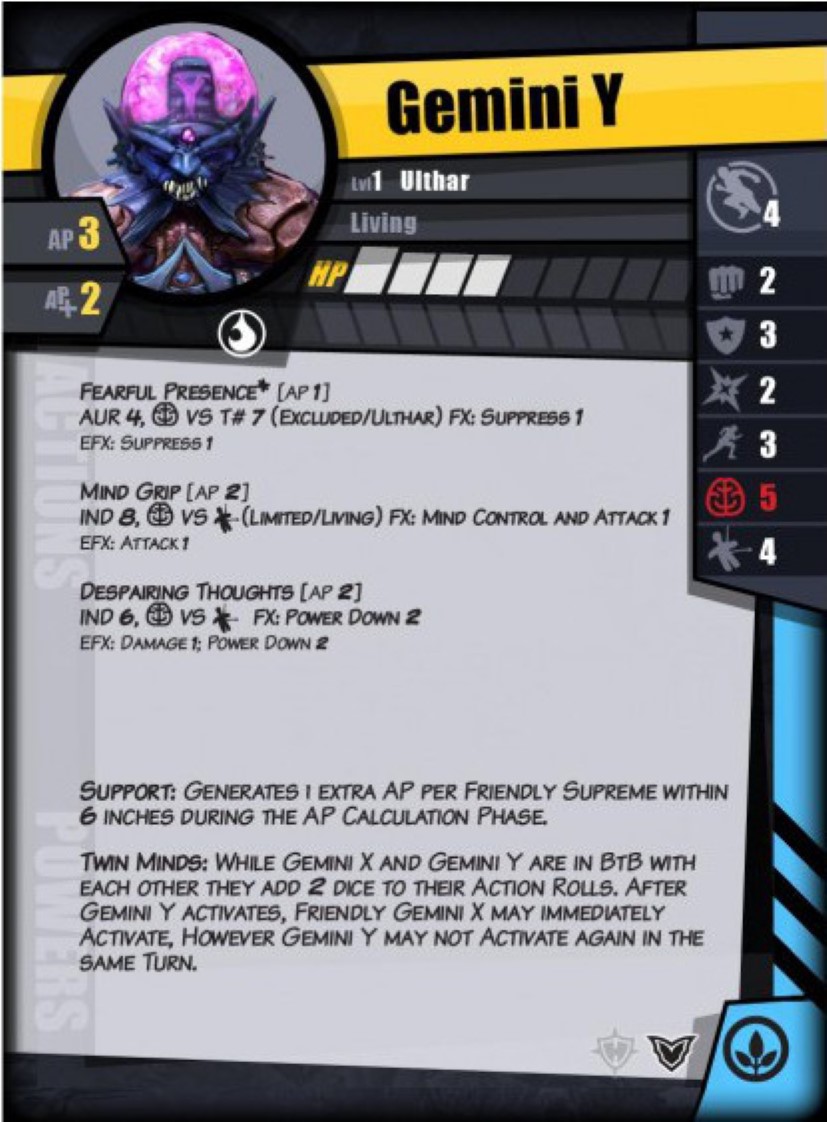 Gemini Y
Lvl1 Ulthar
Living
AP 3
AP+ 2
HP
4
2
3
2
3
5
4
ACTIONS
FEARFUL PRESENCE* [AP 1]
AUR 4, VS T# 7 (EXCLUDED/ULTHAR) FX: SUPPRESS 1
EFX: SUPPRESS 1
MIND GRIP [AP 2]
IND 8, VS (LIMITED/LIVING) FX: MIND CONTROL AND ATTACK 1
EFX: ATTACK 1
DESPAIRING THOUGHTS [AP 2]
IND 6, VS FX: POWER DOWN 2
EFX: DAMAGE 1; POWER DOWN 2
POWERS
SUPPORT: GENERATES 1 EXTRA AP PER FRIENDLY SUPREME WITHIN
6 INCHES DURING THE AP CALCULATION PHASE.
TWIN MINDS: WHILE GEMINI X AND GEMINI Y ARE IN BTB WITH
EACH OTHER THEY ADD 2 DICE TO THEIR ACTION ROLLS. AFTER
GEMINI Y ACTIVATES, FRIENDLY GEMINI X MAY IMMEDIATELY
ACTIVATE, HOWEVER GEMINI Y MAY NOT ACTIVATE AGAIN IN THE
SAME TURN.